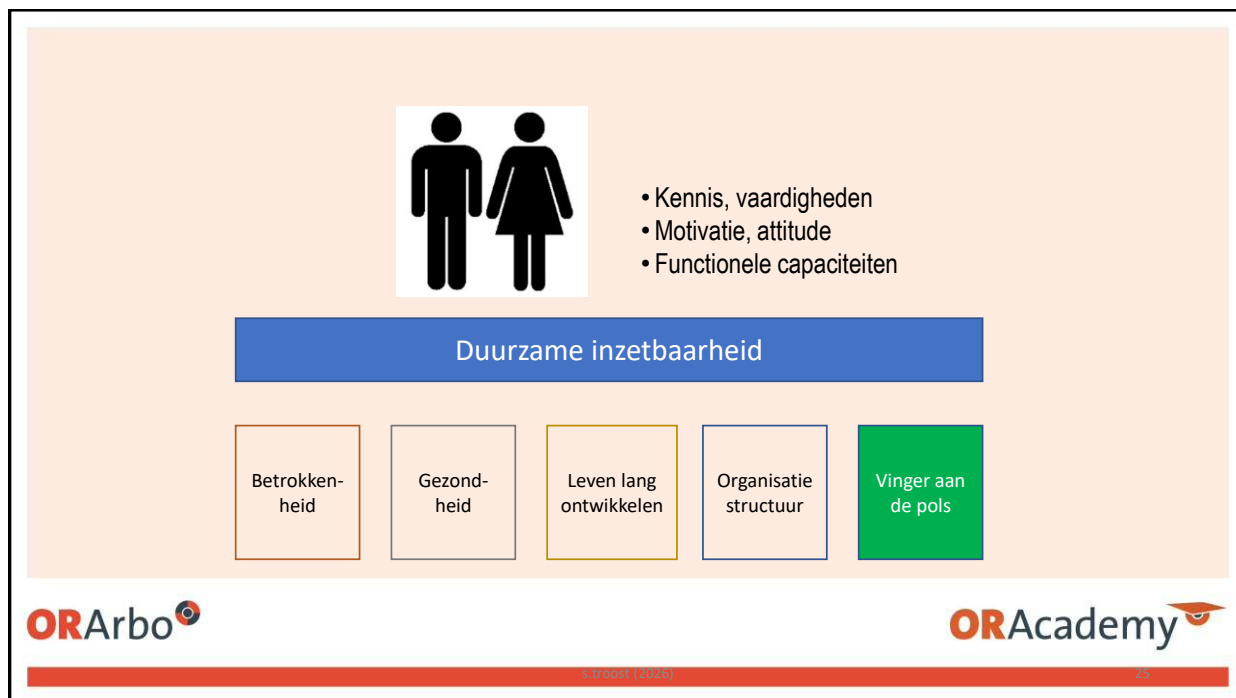 • Kennis, vaardigheden
• Motivatie, attitude
• Functionele capaciteiten
Duurzame inzetbaarheid
Betrokken-
heid
Gezond-
heid
Leven lang
ontwikkelen
Organisatie
structuur
Vinger aan
de pols
ORArbo
ORAcademy
s.troost (2026)
25